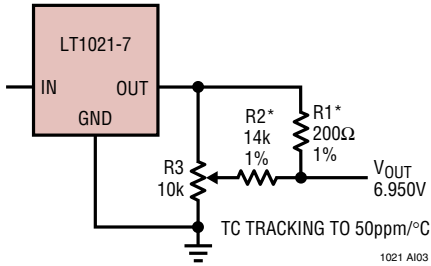 LT1021-7
IN
OUT
GND
R3
10k
R2*
14k
1%
R1*
200Ω
1%
VOUT
6.950V
TC TRACKING TO 50ppm/°C
1021 AI03